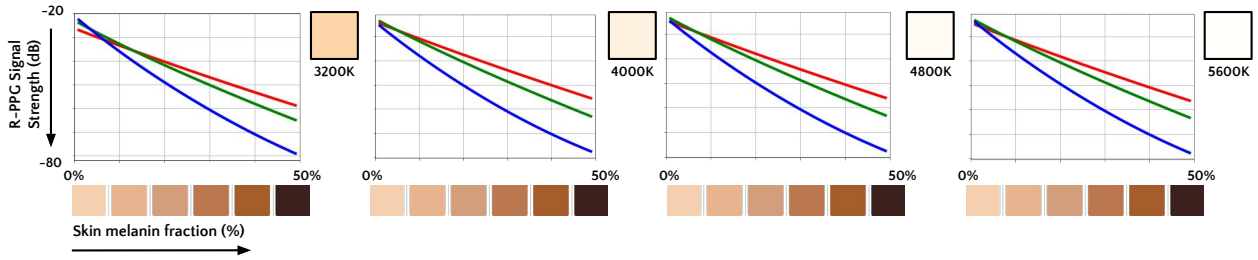 -20
R-PPG Signal
Strength (dB)
-80
3200K
4000K
4800K
5600K
0%
50%
0%
50%
0%
50%
0%
50%
Skin melanin fraction (%)